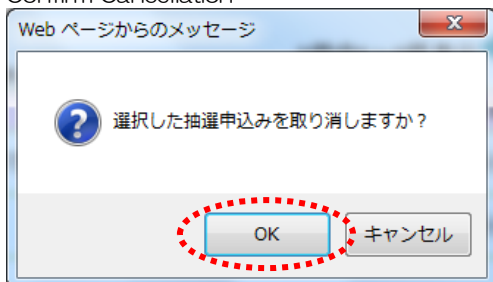 Confirm Cancellation
Web ページからのメッセージ
選択した抽選申込みを取り消しますか？
OK
キャンセル